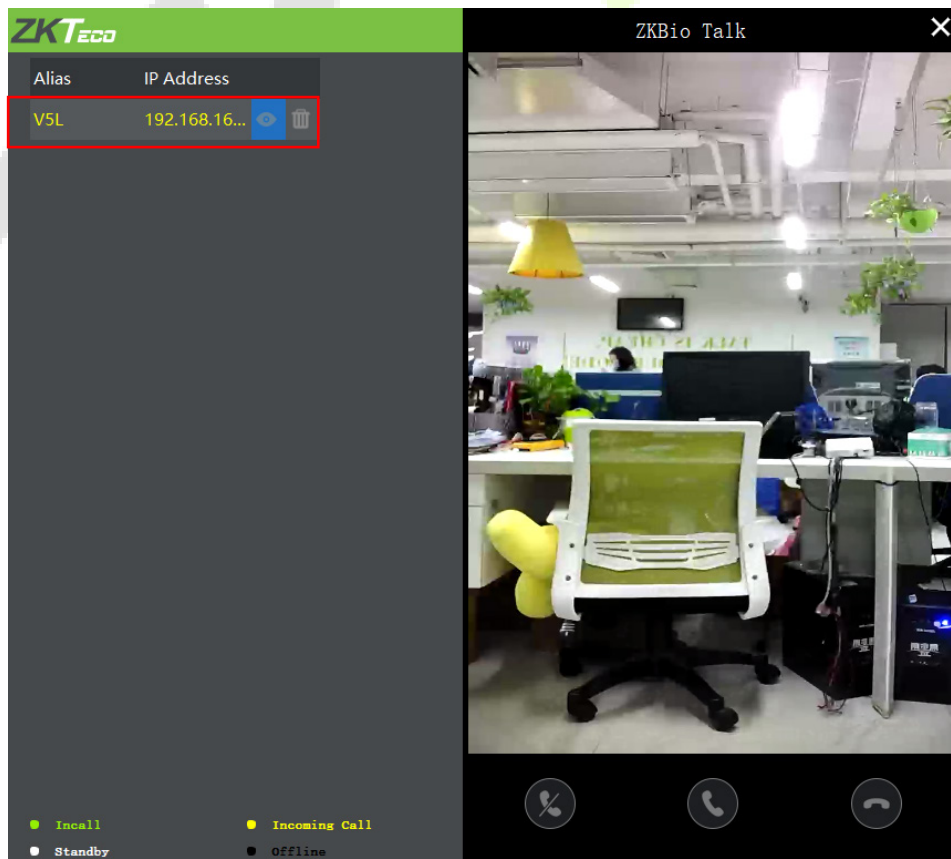 ZKTECO
ZKBio Talk
Alias IP Address
V5L 192.168.16...
Incall Incoming Call
Standby Offline